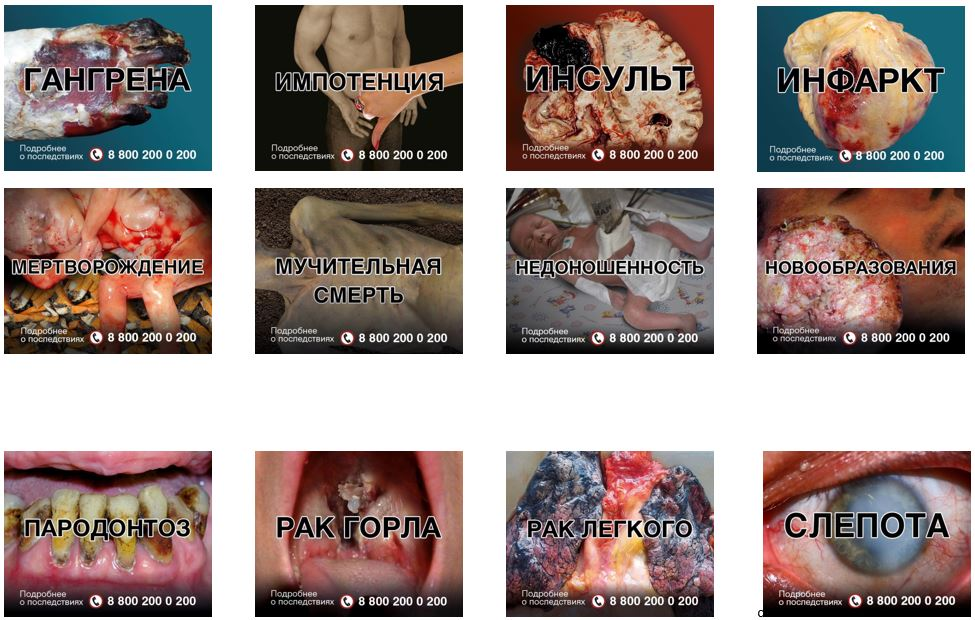 ГАНГРЕНА
Подробнее
о последствиях 8 800 200 0 200
ИМПОТЕНЦИЯ
Подробнее
о последствиях 8 800 200 0 200
ИНСУЛЬТ
Подробнее
о последствиях 8 800 200 0 200
ИНФАРКТ
Подробнее
о последствиях 8 800 200 0 200
МЕРТВОРОЖДЕНИЕ
Подробнее
о последствиях 8 800 200 0 200
МУЧИТЕЛЬНАЯ
СМЕРТЬ
Подробнее
о последствиях 8 800 200 0 200
НЕДОНОШЕННОСТЬ
Подробнее
о последствиях 8 800 200 0 200
НОВООБРАЗОВАНИЯ
Подробнее
о последствиях 8 800 200 0 200
ПАРОДОНТОЗ
Подробнее
о последствиях 8 800 200 0 200
РАК ГОРЛА
Подробнее
о последствиях 8 800 200 0 200
РАК ЛЕГКОГО
Подробнее
о последствиях 8 800 200 0 200
СЛЕПОТА
Подробнее
о последствиях 8 800 200 0 200